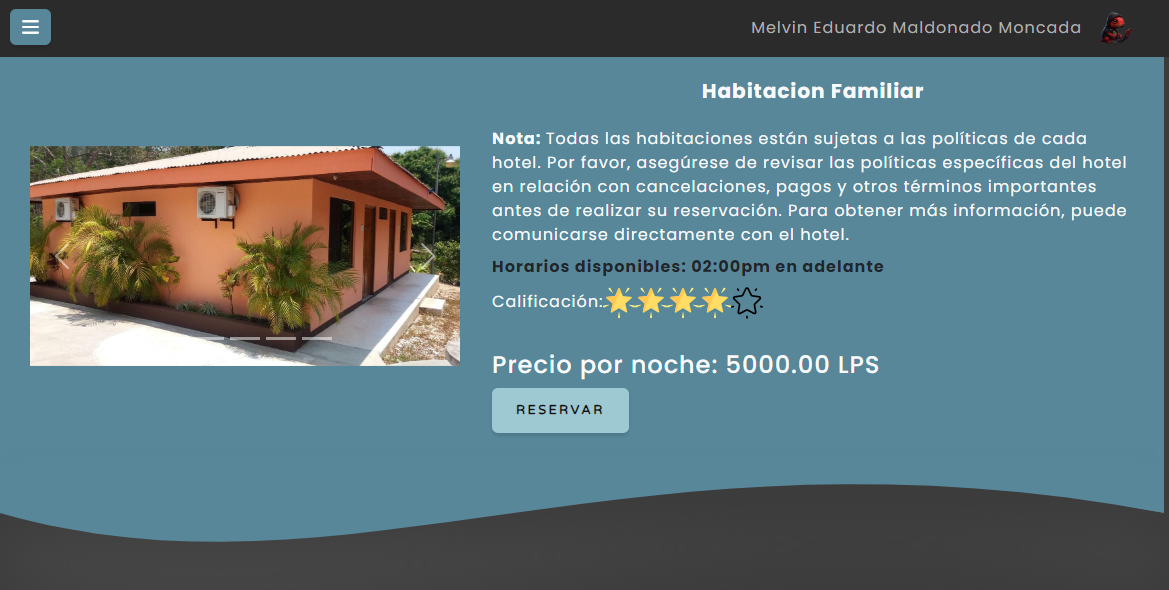 Melvin Eduardo Maldonado Moncada
Habitacion Familiar
Nota: Todas las habitaciones están sujetas a las políticas de cada
hotel. Por favor, asegúrese de revisar las políticas específicas del hotel
en relación con cancelaciones, pagos y otros términos importantes
antes de realizar su reservación. Para obtener más información, puede
comunicarse directamente con el hotel.
Horarios disponibles: 02:00pm en adelante
Calificación:
Precio por noche: 5000.00 LPS
RESERVAR